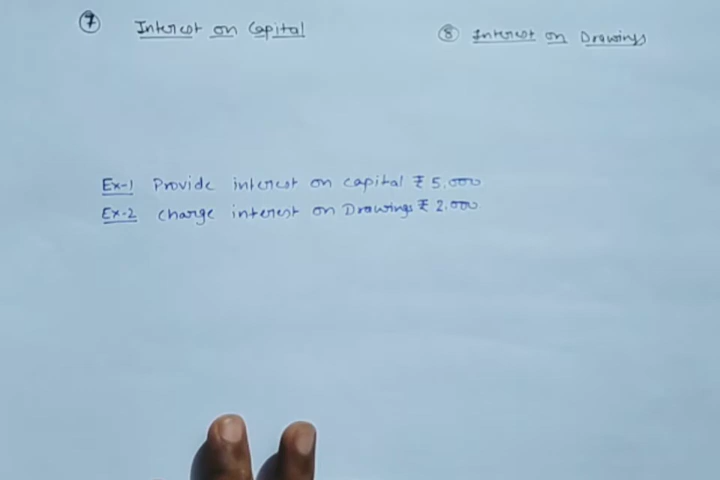 ⑦ Interest on Capital
⑧ Interest on Drawings
Ex-1 Provide interest on capital ₹ 5.000
Ex-2 charge interest on Drawings ₹ 2.000